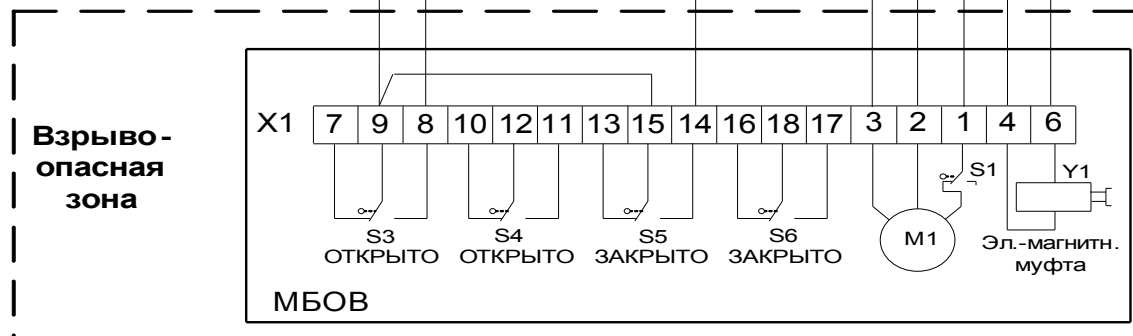 Взрыво-
опасная
зона
X1 7 9 8 10 12 11 13 15 14 16 18 17 3 2 1 4 6
S1 Y1
S3 S4 S5 S6 M1
ОТКРЫТО ОТКРЫТО ЗАКРЫТО ЗАКРЫТО
Эл.-магнитн.
муфта
МБОВ